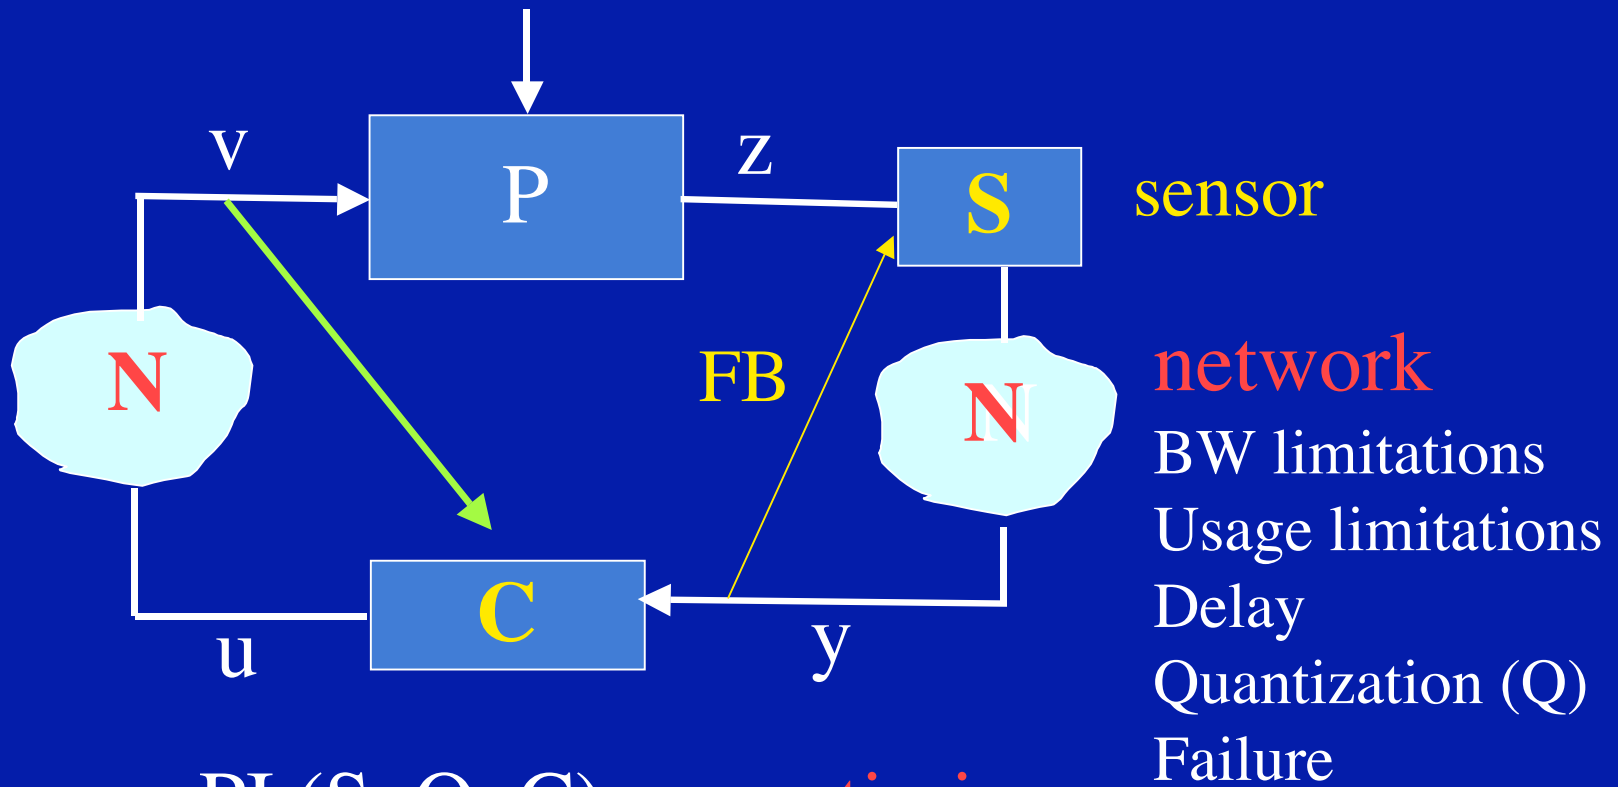 v
P
z
S
sensor
N
FB
N
network
BW limitations
Usage limitations
C
Delay
u
y
Quantization (Q)
Failure